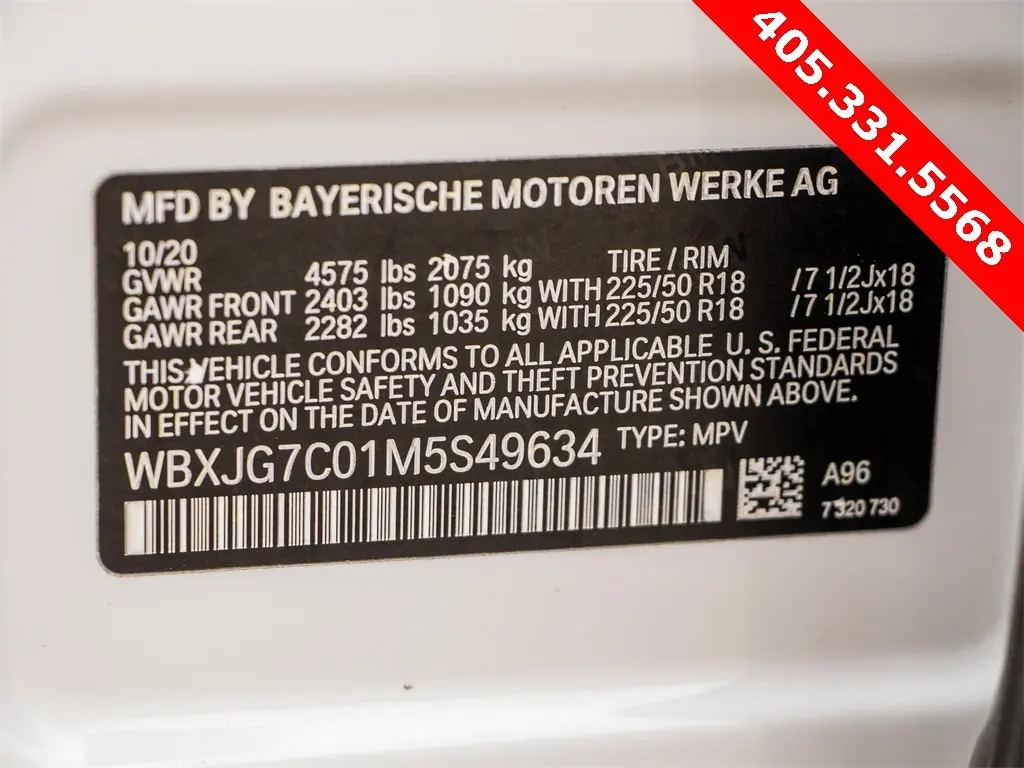 405.331.5568
MFD BY BAYERISCHE MOTOREN WERKE AG
10/20
GVWR 4575 lbs 2075 kg TIRE / RIM
GAWR FRONT 2403 lbs 1090 kg WITH 225/50 R18 /7 1/2Jx18
GAWR REAR 2282 lbs 1035 kg WITH 225/50 R18 /7 1/2Jx18
THIS VEHICLE CONFORMS TO ALL APPLICABLE U. S. FEDERAL
MOTOR VEHICLE SAFETY AND THEFT PREVENTION STANDARDS
IN EFFECT ON THE DATE OF MANUFACTURE SHOWN ABOVE.
WBXJG7C01M5S49634 TYPE: MPV
A96
7 320 730